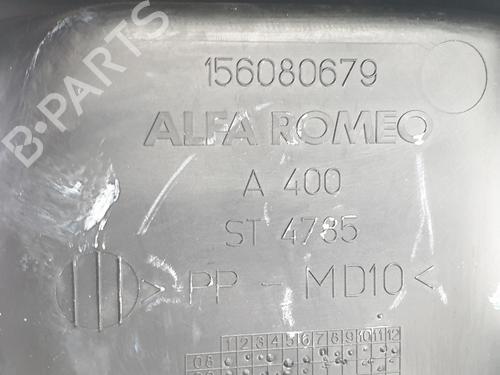 B-PARTS
156080679
ALFA ROMEO
A 400
ST 4785
>PP - MD10<
1 2 3 4 5 6 7 8 9 10 11 12
08